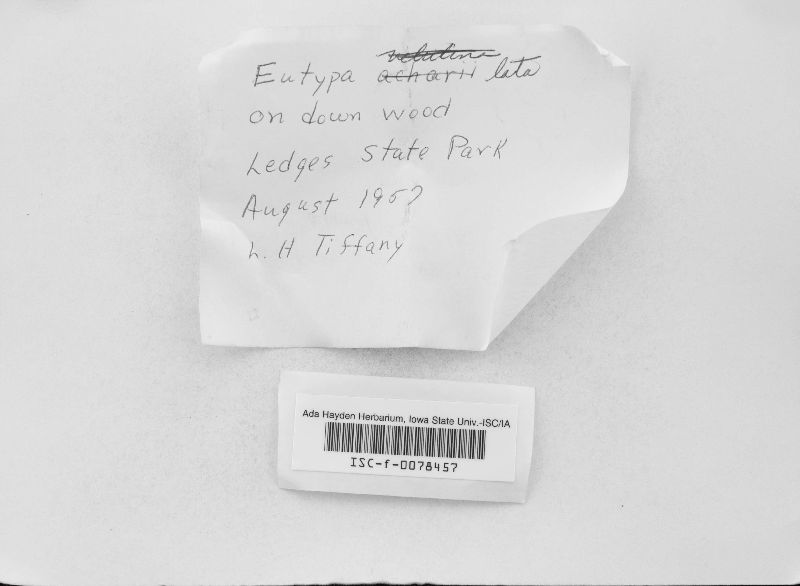 velutina
Eutypa acharii lata
on down wood
Ledges State Park
August 1957
L. H Tiffany
Ada Hayden Herbarium, Iowa State Univ.-ISC/IA
ISC-f-0078457